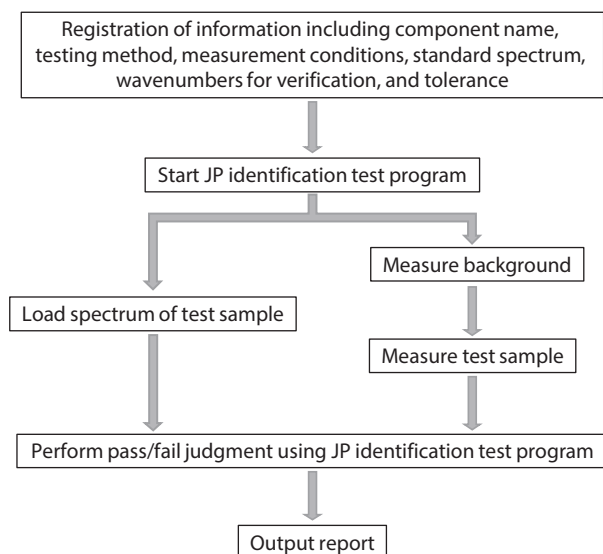 Registration of information including component name,
testing method, measurement conditions, standard spectrum,
wavenumbers for verification, and tolerance
Start JP identification test program
Measure background
Load spectrum of test sample
Measure test sample
Perform pass/fail judgment using JP identification test program
Output report